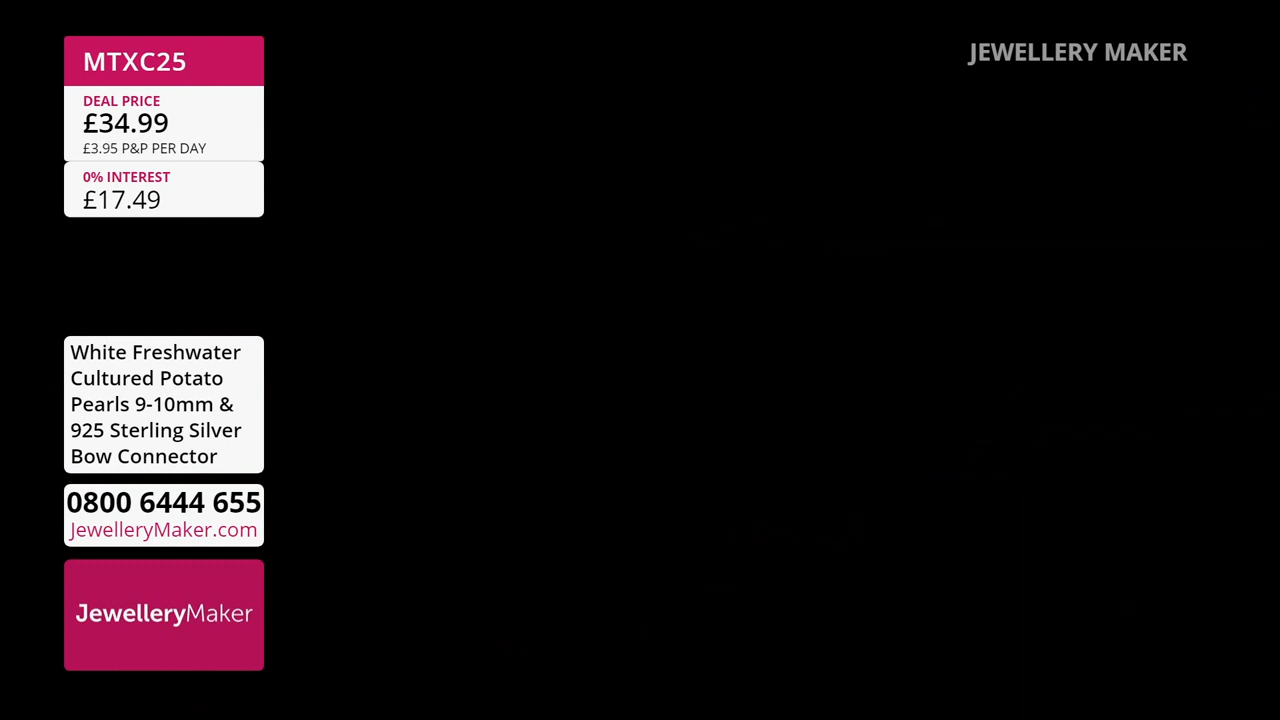 MTXC25
DEAL PRICE
£34.99
£3.95 P&P PER DAY
0% INTEREST
£17.49
White Freshwater
Cultured Potato
Pearls 9-10mm &
925 Sterling Silver
Bow Connector
0800 6444 655
JewelleryMaker.com
JewelleryMaker
JEWELLERY MAKER